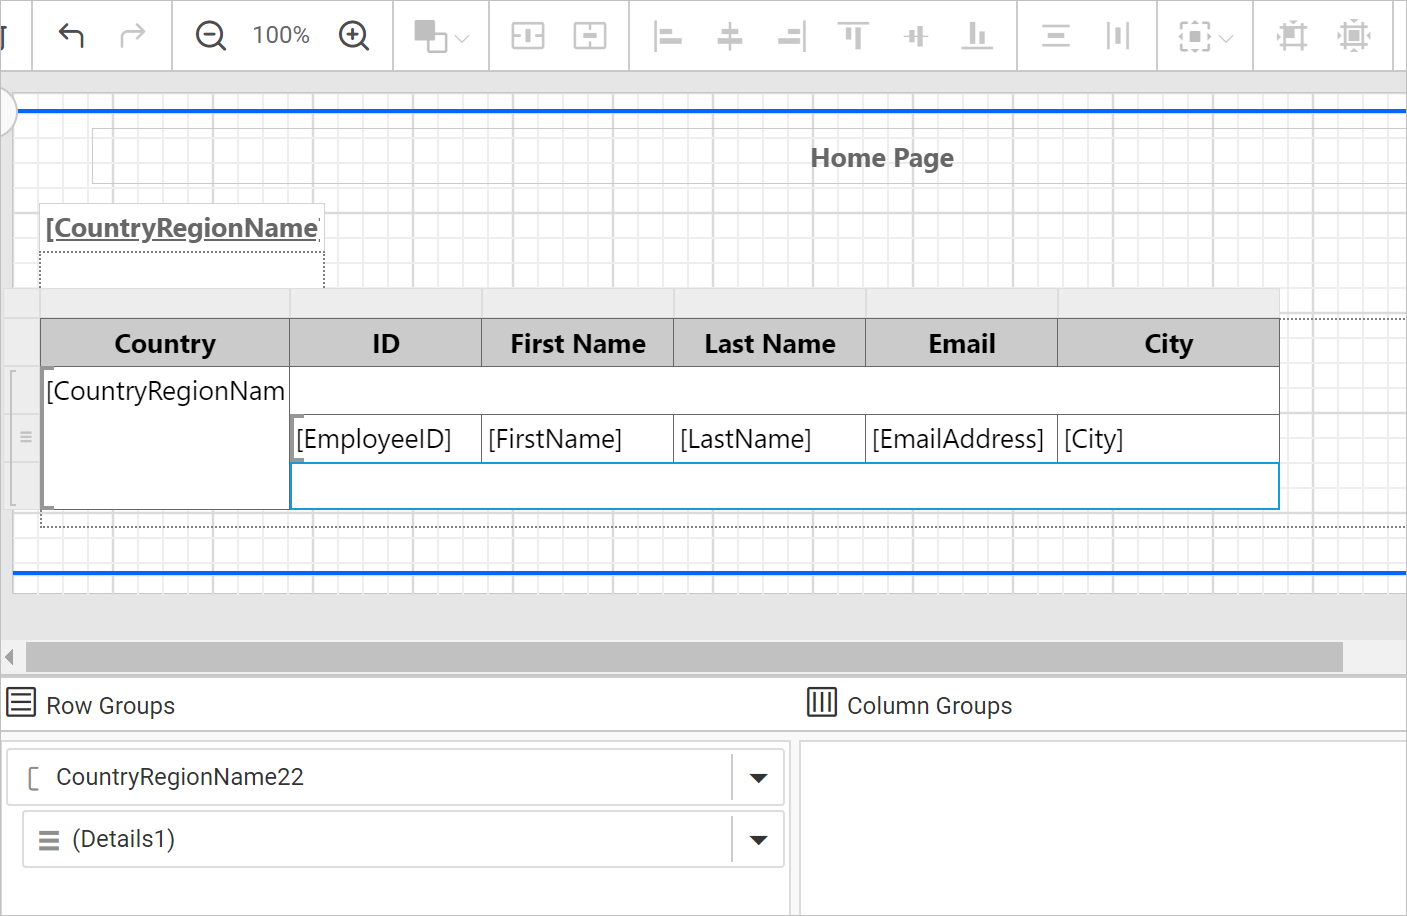 100%
Home Page
[CountryRegionName]
Country ID First Name Last Name Email City
[CountryRegionNam
[EmployeeID] [FirstName] [LastName] [EmailAddress] [City]
Row Groups Column Groups
CountryRegionName22
(Details1)